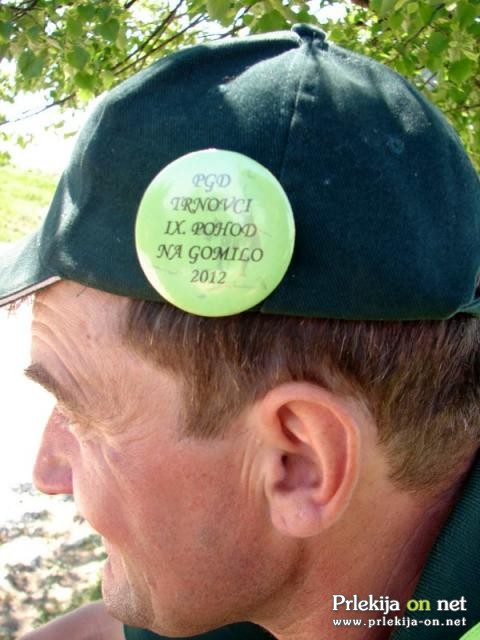 PGD
TRNOVCI
IX. POHOD
NA GOMILO
2012
Prlekija on net
www.prlekija-on.net